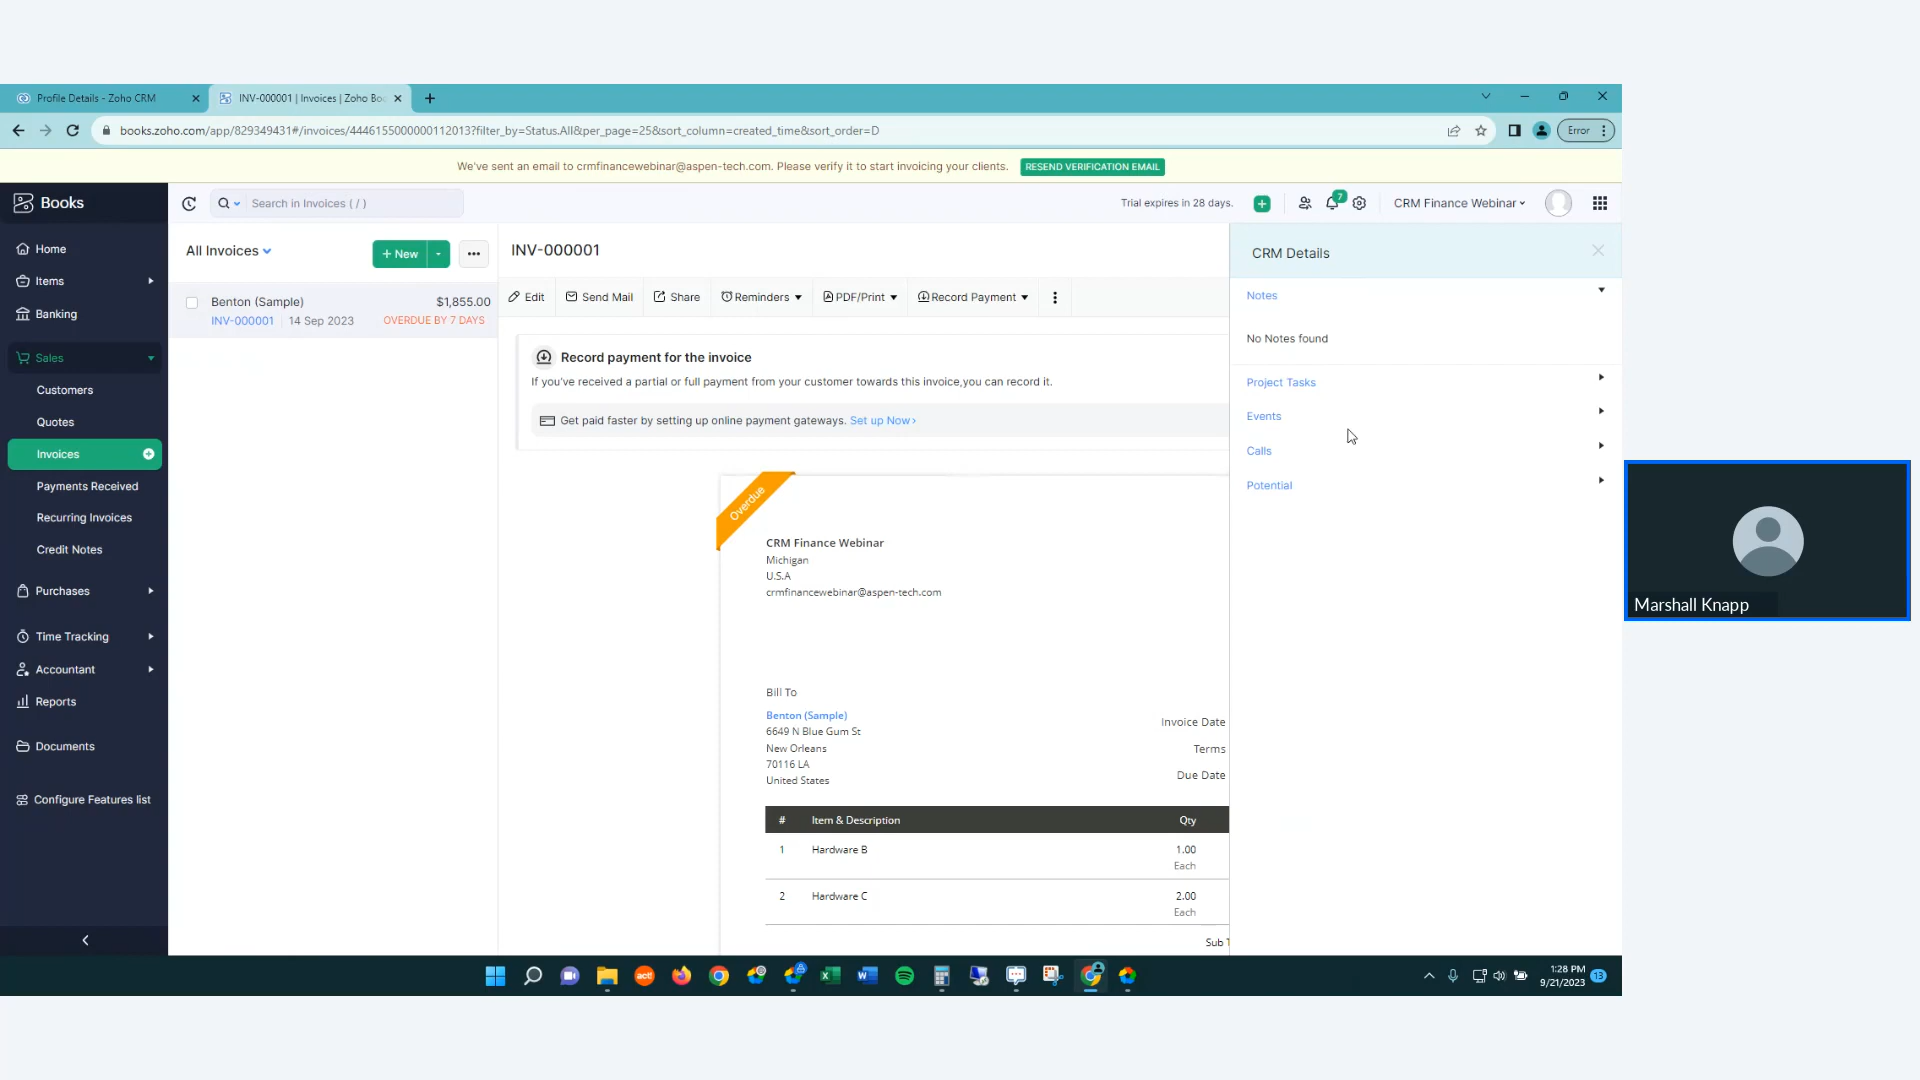 Profile Details - Zoho CRM
INV-000001 | Invoices | Zoho Boo
books.zoho.com/app/829349431#/invoices/4446155000000112013?filter_by=Status.All&per_page=25&sort_column=created_time&sort_order=D
Error
We've sent an email to crmfinancewebinar@aspen-tech.com. Please verify it to start invoicing your clients.
RESEND VERIFICATION EMAIL
Books
Search in Invoices ( / )
Trial expires in 28 days.
7
CRM Finance Webinar
Home
Items
Banking
Sales
Customers
Quotes
Invoices
Payments Received
Recurring Invoices
Credit Notes
Purchases
Time Tracking
Accountant
Reports
Documents
Configure Features list
All Invoices
+ New
Benton (Sample)
$1,855.00
INV-000001
14 Sep 2023
OVERDUE BY 7 DAYS
INV-000001
Edit
Send Mail
Share
Reminders
PDF/Print
Record Payment
Record payment for the invoice
If you've received a partial or full payment from your customer towards this invoice,you can record it.
Get paid faster by setting up online payment gateways. Set up Now ›
Overdue
CRM Finance Webinar
Michigan
U.S.A
crmfinancewebinar@aspen-tech.com
Bill To
Benton (Sample)
6649 N Blue Gum St
New Orleans
70116 LA
United States
Invoice Date
Terms
Due Date
# Item & Description Qty
1 Hardware B 1.00
Each
2 Hardware C 2.00
Each
Sub T
CRM Details
Notes
No Notes found
Project Tasks
Events
Calls
Potential
Marshall Knapp
act!
1:28 PM
9/21/2023
13